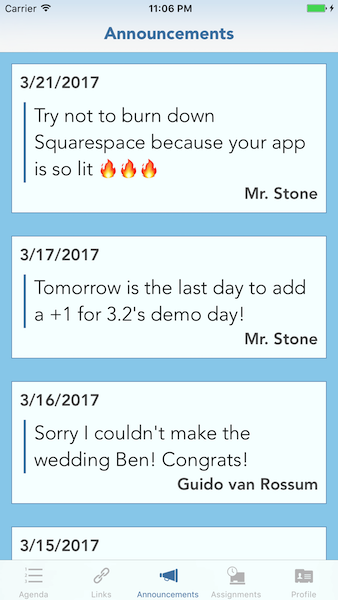 Carrier 11:06 PM
Announcements
3/21/2017
Try not to burn down
Squarespace because your app
is so lit 🔥🔥🔥
Mr. Stone
3/17/2017
Tomorrow is the last day to add
a +1 for 3.2's demo day!
Mr. Stone
3/16/2017
Sorry I couldn't make the
wedding Ben! Congrats!
Guido van Rossum
3/15/2017
Agenda Links Announcements Assignments Profile